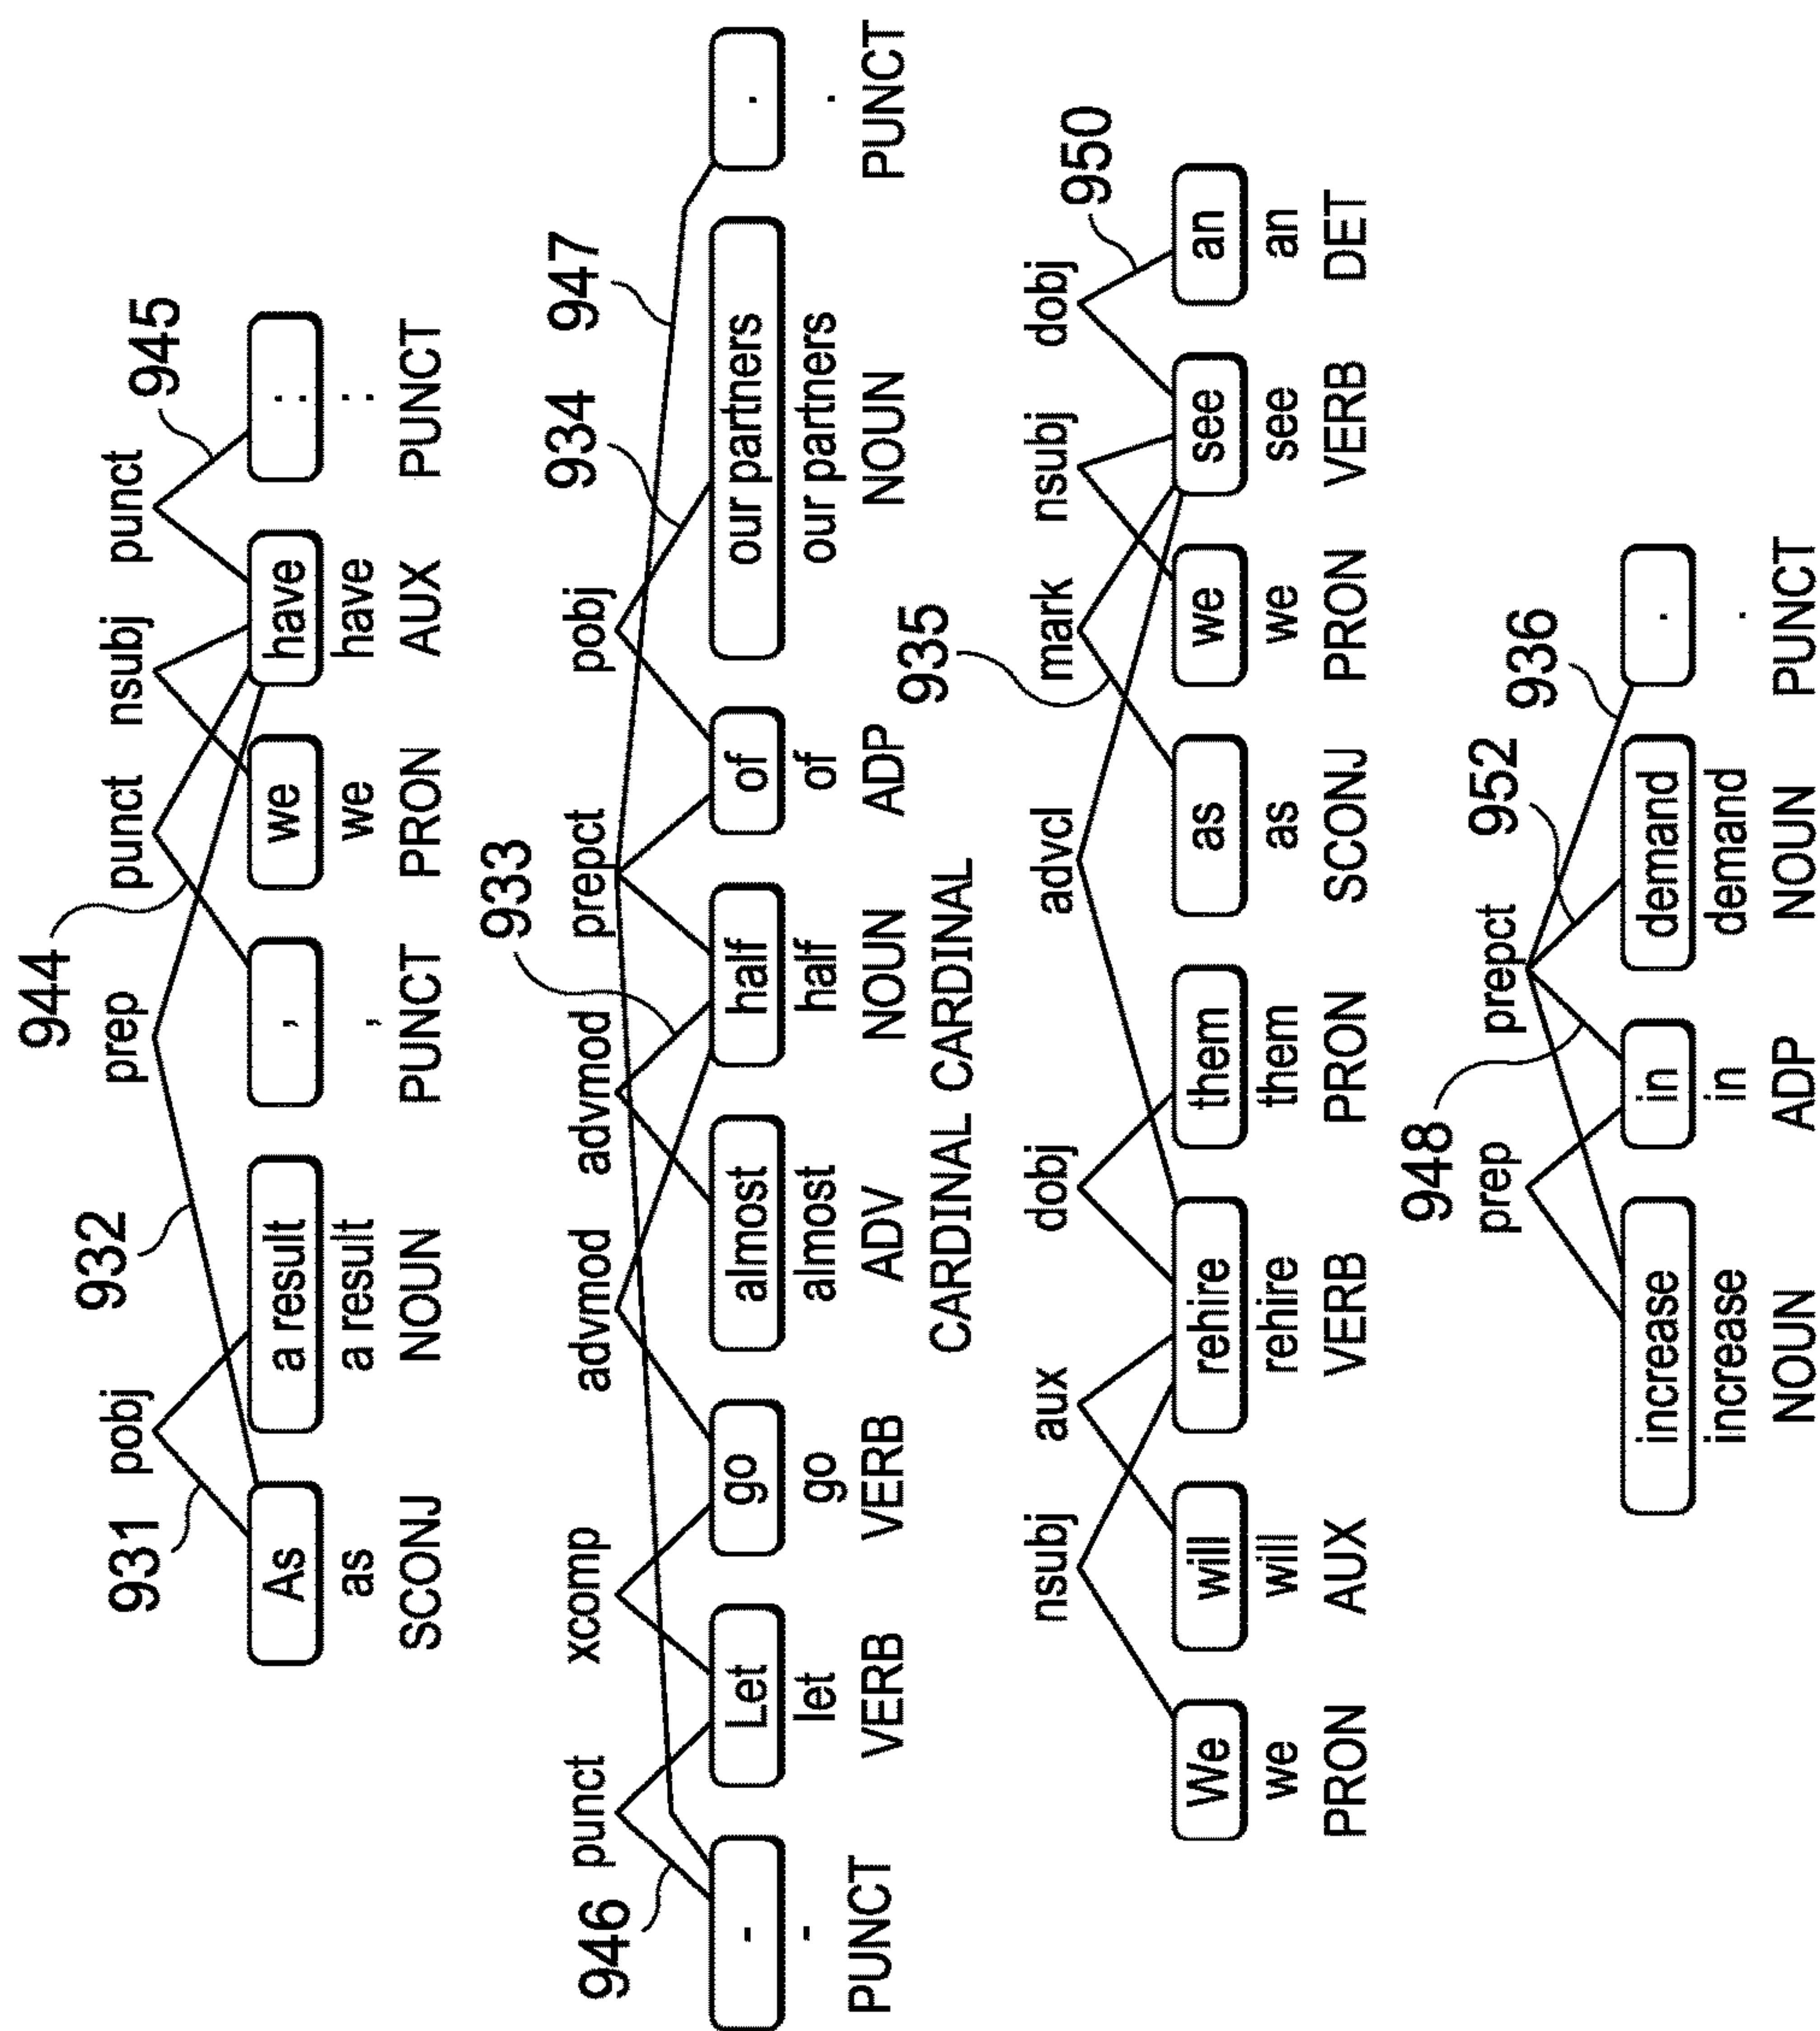 944 945
pobj prep punct nsubj punct
931 932
As a result , we have :
as a result , we have :
SCONJ NOUN PUNCT PRON AUX PUNCT
946 933 934 947
punct xcomp advmod advmod prepct pobj
- Let go almost half of our partners .
- let go almost half of our partners .
PUNCT VERB VERB ADV NOUN ADP NOUN PUNCT
CARDINAL CARDINAL
935 950
nsubj aux dobj advcl mark nsubj dobj
We will rehire them as we see an
we will rehire them as we see an
PRON AUX VERB PRON SCONJ PRON VERB DET
948 952 936
prep prepct
increase in demand .
increase in demand .
NOUN ADP NOUN PUNCT